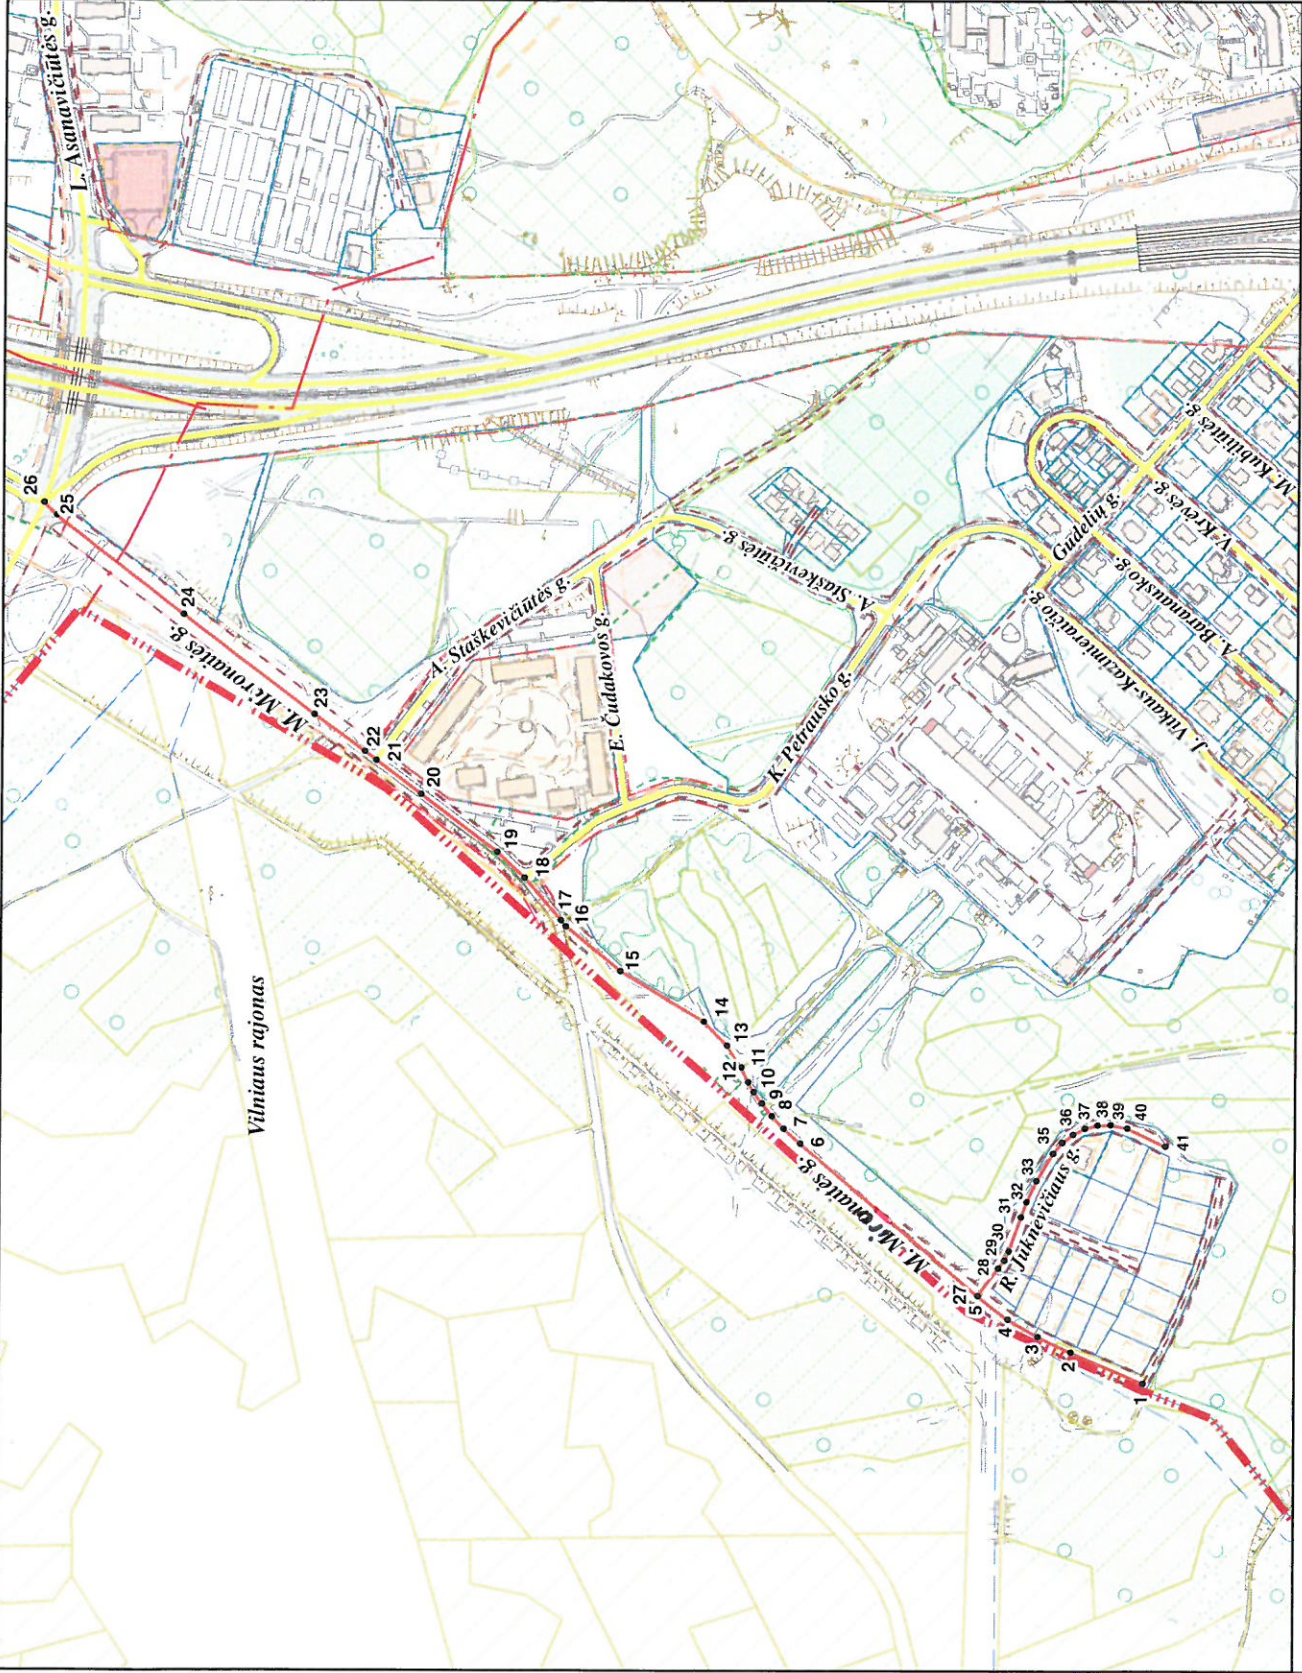 L. Asanavičiūtės g.
26
25
24
M. Mironaitės g.
23
22
21
20
19
18
17
16
15
14
13
12
11
10
9
8
7
6
A. Staškevičiūtės g.
E. Čudakovos g.
A. Staškevičiūtės g.
K. Petrausko g.
Gudelių g.
M. Kubiliūtės g.
V. Krėvės g.
A. Baranausko g.
J. Vitkaus-Kazimieraičio g.
Vilniaus rajonas
M. Mironaitės g.
R. Juknevičiaus g.
27
5
4
3
2
1
28
29
30
31
32
33
35
36
37
38
39
40
41